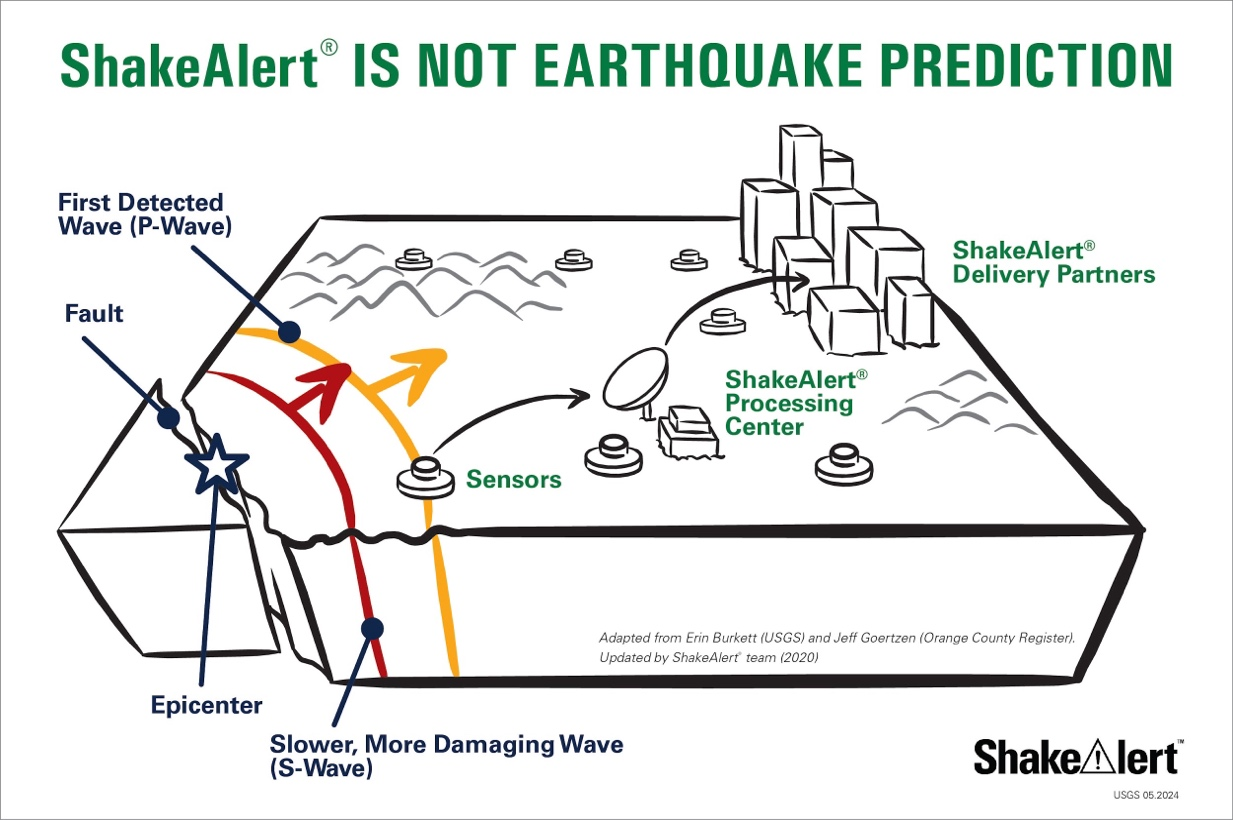 ShakeAlert® IS NOT EARTHQUAKE PREDICTION
First Detected
Wave (P-Wave)
Fault
ShakeAlert®
Delivery Partners
ShakeAlert®
Processing
Center
Sensors
Adapted from Erin Burkett (USGS) and Jeff Goertzen (Orange County Register).
Updated by ShakeAlert® team (2020)
Epicenter
Slower, More Damaging Wave
(S-Wave)
ShakeAlert™
USGS 05.2024